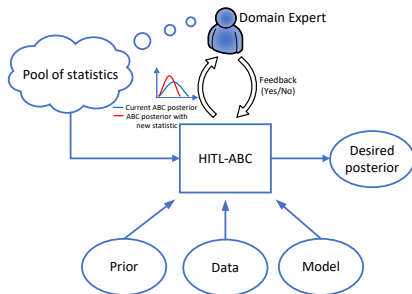 Domain Expert
Pool of statistics
Feedback
(Yes/No)
Current ABC posterior
ABC posterior with
new statistic
HITL-ABC
Desired
posterior
Prior
Data
Model